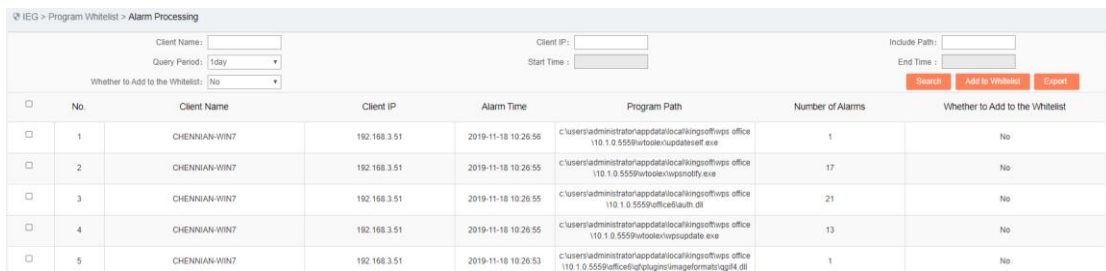 IEG > Program Whitelist > Alarm Processing
Client Name: Client IP: Include Path:
Query Period: 1day Start Time : End Time :
Whether to Add to the Whitelist: No Search Add to Whitelist Export
No. Client Name Client IP Alarm Time Program Path Number of Alarms Whether to Add to the Whitelist
1 CHENNIAN-WIN7 192.168.3.51 2019-11-18 10:26:56 c:\users\administrator\appdata\local\kingsoft\wps office
\10.1.0.5559\wtoolex\updateself.exe 1 No
2 CHENNIAN-WIN7 192.168.3.51 2019-11-18 10:26:55 c:\users\administrator\appdata\local\kingsoft\wps office
\10.1.0.5559\wtoolex\wpsnotify.exe 17 No
3 CHENNIAN-WIN7 192.168.3.51 2019-11-18 10:26:55 c:\users\administrator\appdata\local\kingsoft\wps office
\10.1.0.5559\office6\auth.dll 21 No
4 CHENNIAN-WIN7 192.168.3.51 2019-11-18 10:26:55 c:\users\administrator\appdata\local\kingsoft\wps office
\10.1.0.5559\wtoolex\wpsupdate.exe 13 No
5 CHENNIAN-WIN7 192.168.3.51 2019-11-18 10:26:53 c:\users\administrator\appdata\local\kingsoft\wps office
\10.1.0.5559\office6\qt\plugins\imageformats\qgif4.dll 1 No